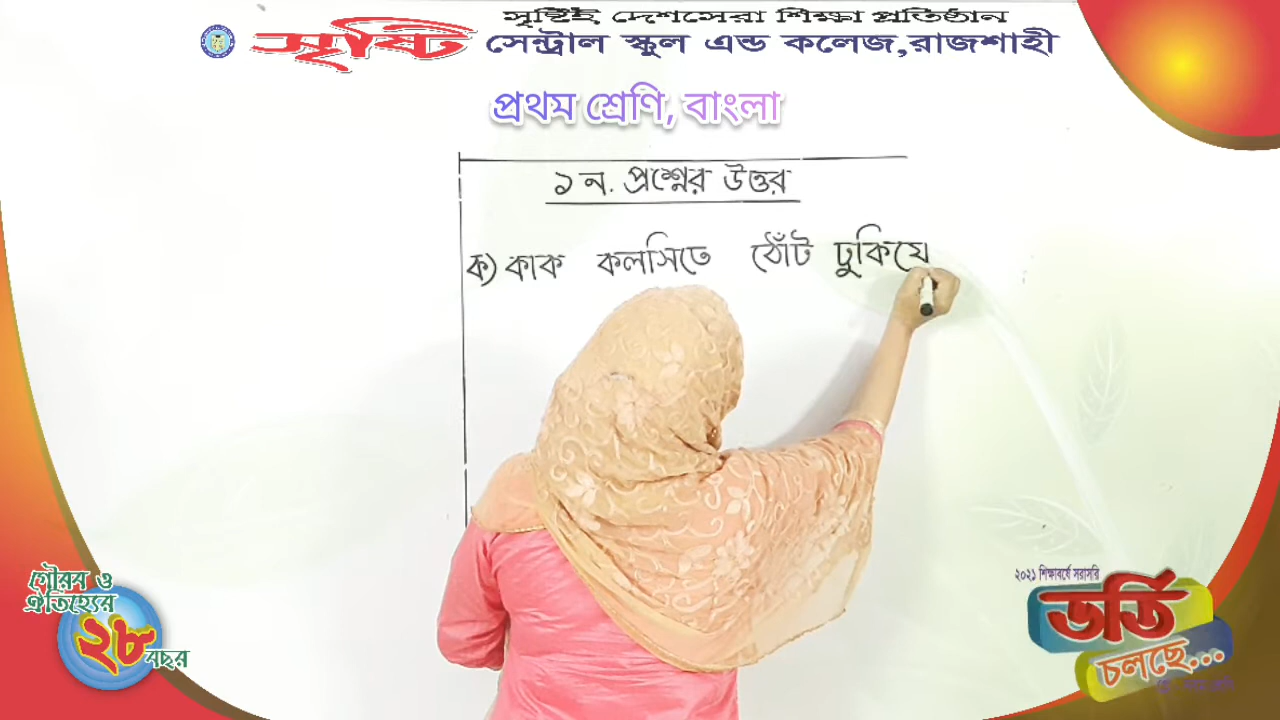 সৃষ্টিই দেশসেরা শিক্ষা প্রতিষ্ঠান
সৃষ্টি সেন্ট্রাল স্কুল এন্ড কলেজ,রাজশাহী
প্রথম শ্রেণি, বাংলা
১ ন. প্রশ্নের উত্তর
ক) কাক কলসিতে ঠোঁট ঢুকিযে
গৌরব ও
ঐতিহ্যের
২৮ বছর
২০২১ শিক্ষাবর্ষে সরাসরি
ভর্তি
চলছে...